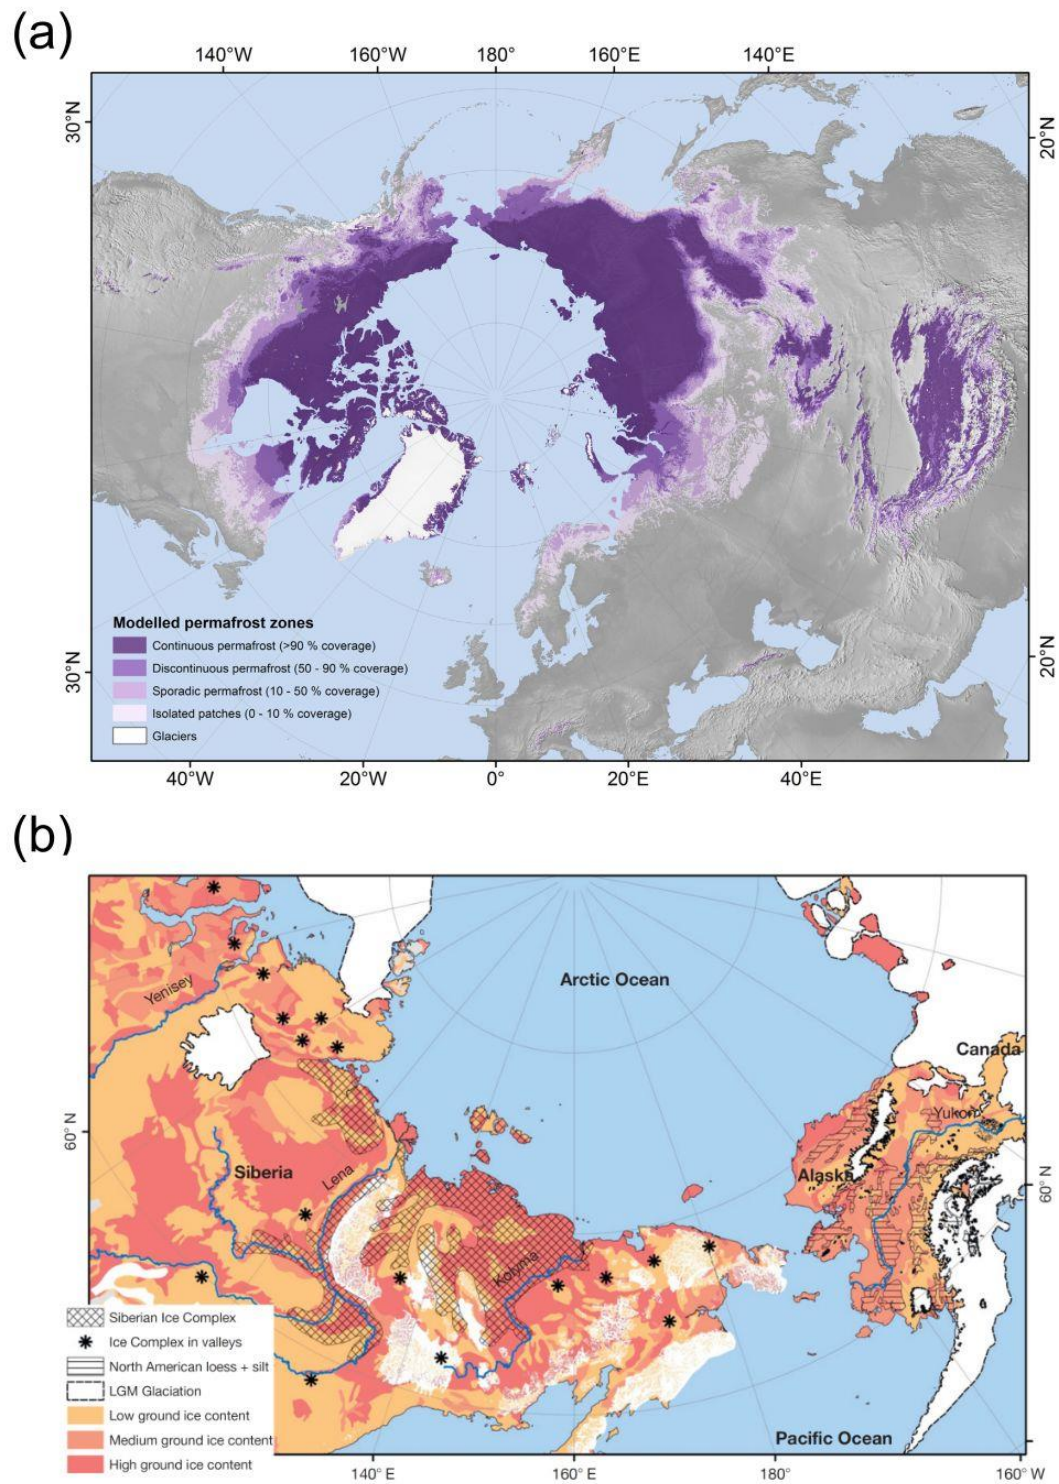 (a)
140°W 160°W 180° 160°E 140°E
30°N
20°N
30°N
20°N
Modelled permafrost zones
Continuous permafrost (>90 % coverage)
Discontinuous permafrost (50 - 90 % coverage)
Sporadic permafrost (10 - 50 % coverage)
Isolated patches (0 - 10 % coverage)
Glaciers
40°W 20°W 0° 20°E 40°E
(b)
Arctic Ocean
Yenisey
Canada
Yukon
60° N
Siberia
Lena
Alaska
60° N
Kolyma
Siberian Ice Complex
Ice Complex in valleys
North American loess + silt
LGM Glaciation
Low ground ice content
Medium ground ice content
High ground ice content
Pacific Ocean
140° E 160° E 180° 160° W